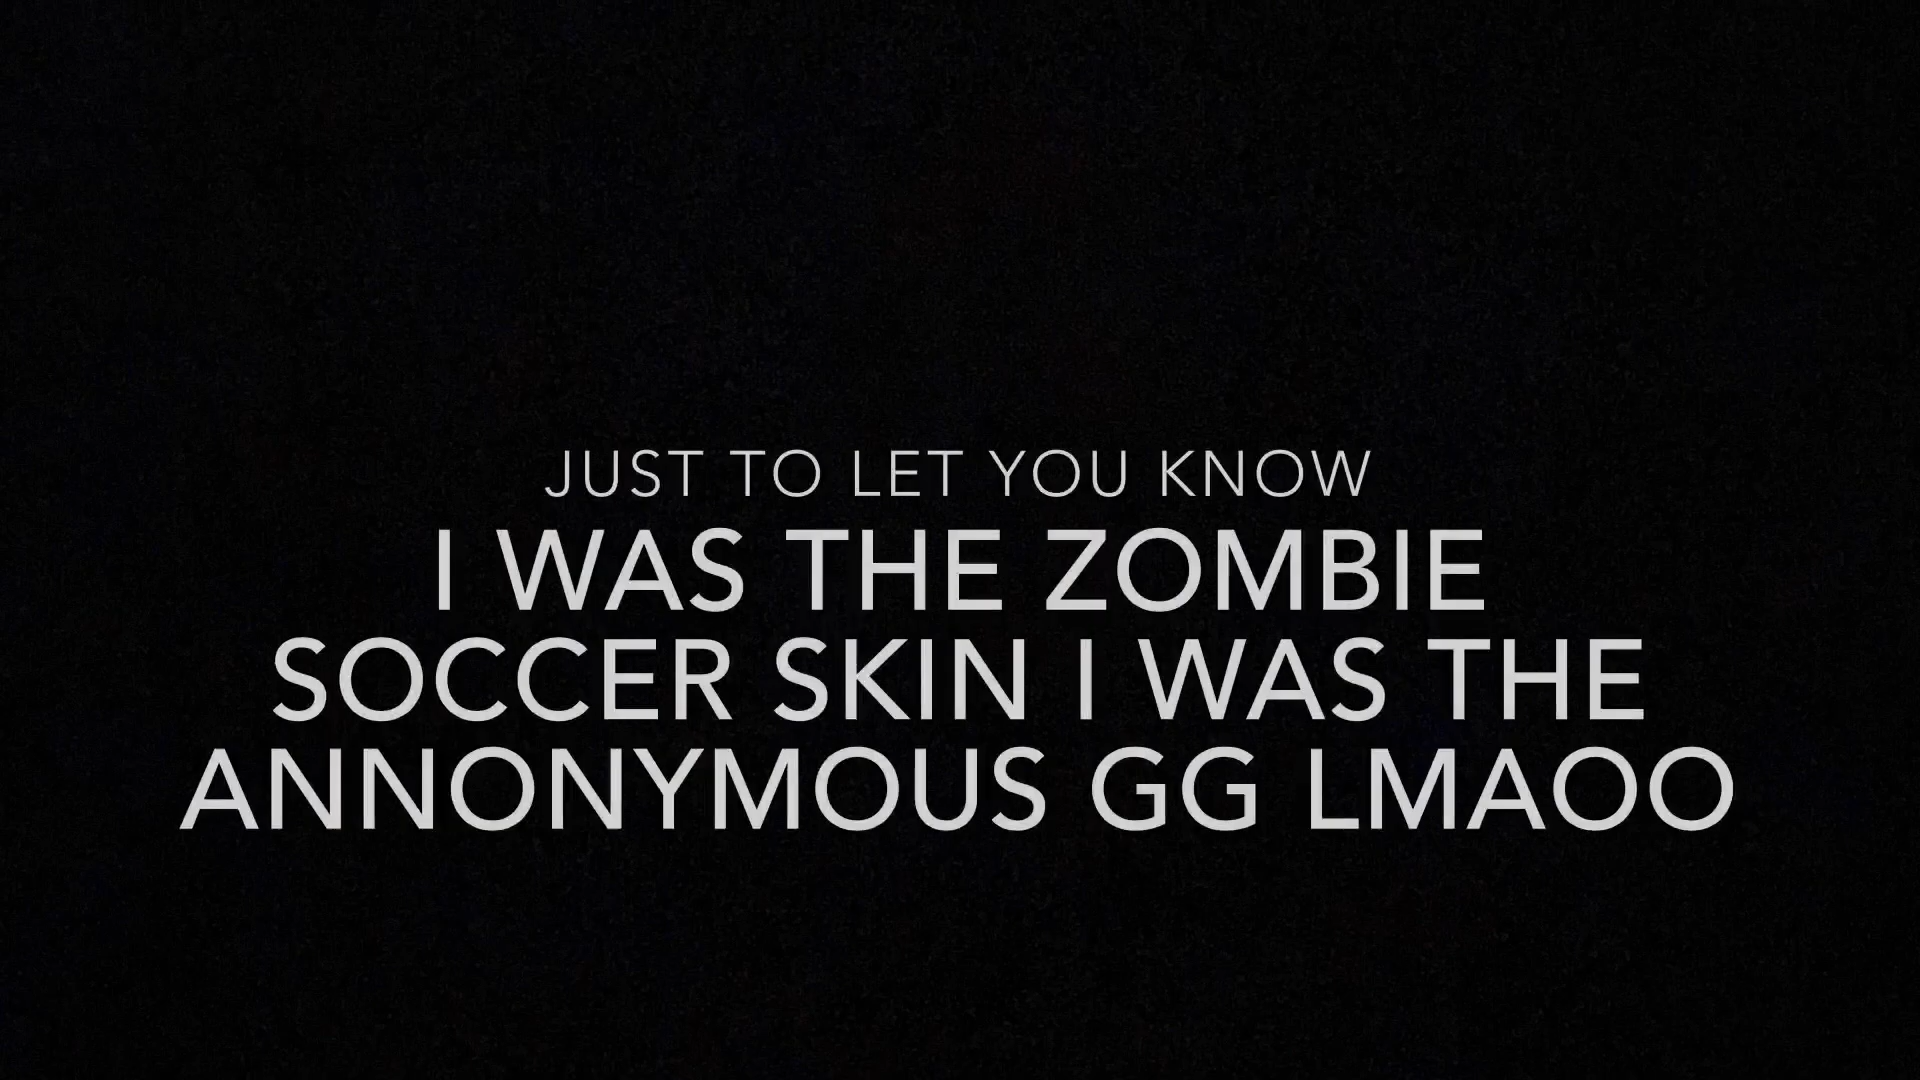 JUST TO LET YOU KNOW
I WAS THE ZOMBIE
SOCCER SKIN I WAS THE
ANNONYMOUS GG LMAOO